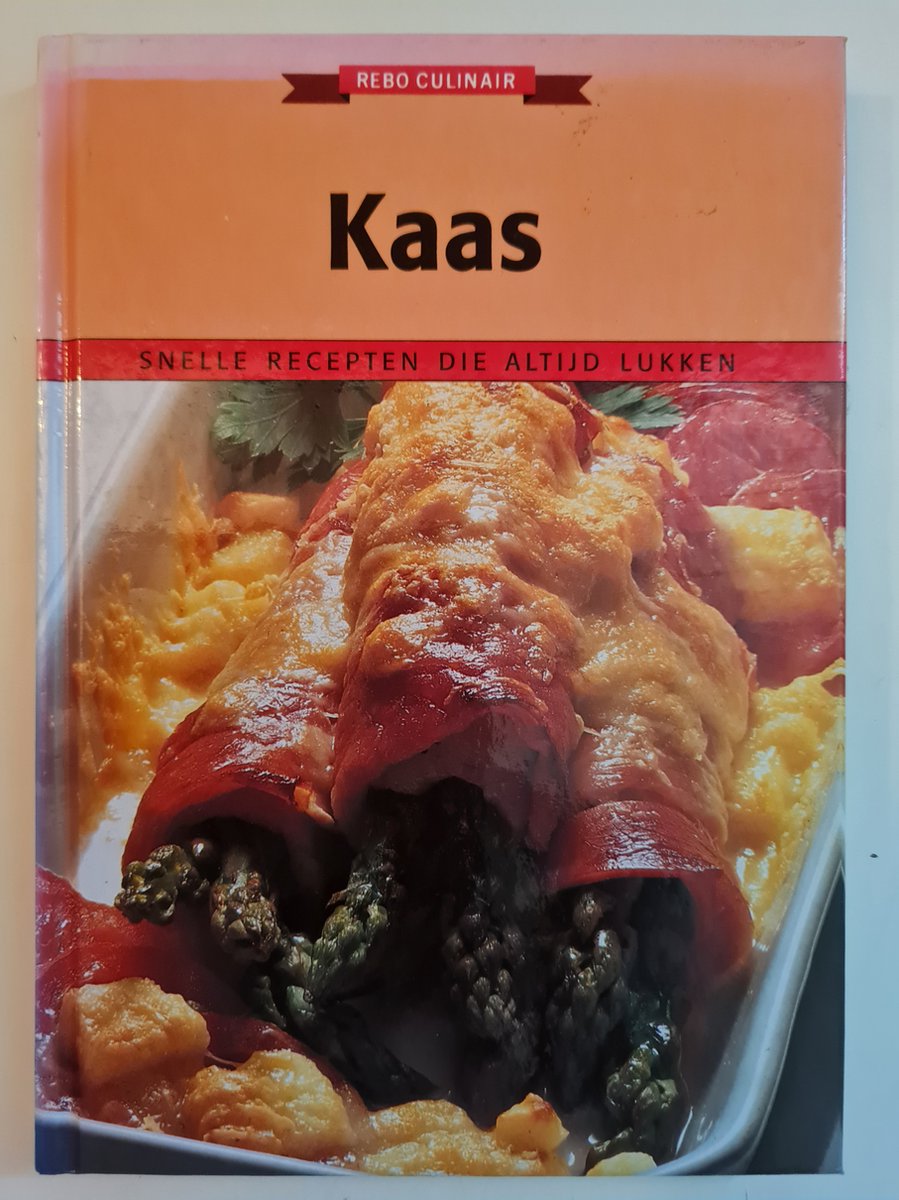 REBO CULINAIR
Kaas
SNELLE RECEPTEN DIE ALTIJD LUKKEN